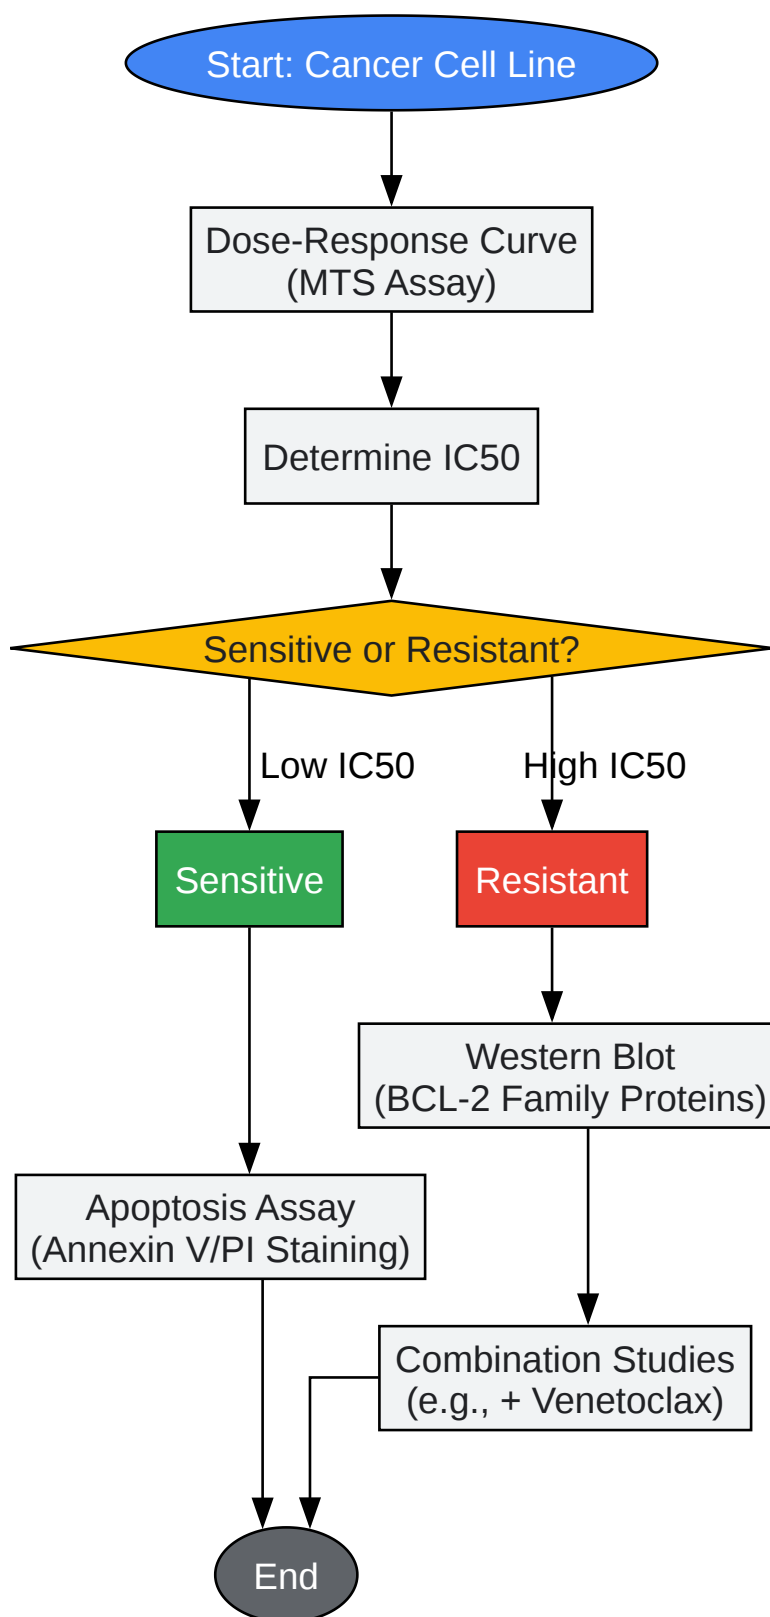 Start: Cancer Cell Line
Dose-Response Curve
(MTS Assay)
Determine IC50
Sensitive or Resistant?
Low IC50
High IC50
Sensitive
Resistant
Western Blot
(BCL-2 Family Proteins)
Apoptosis Assay
(Annexin V/PI Staining)
Combination Studies
(e.g., + Venetoclax)
End